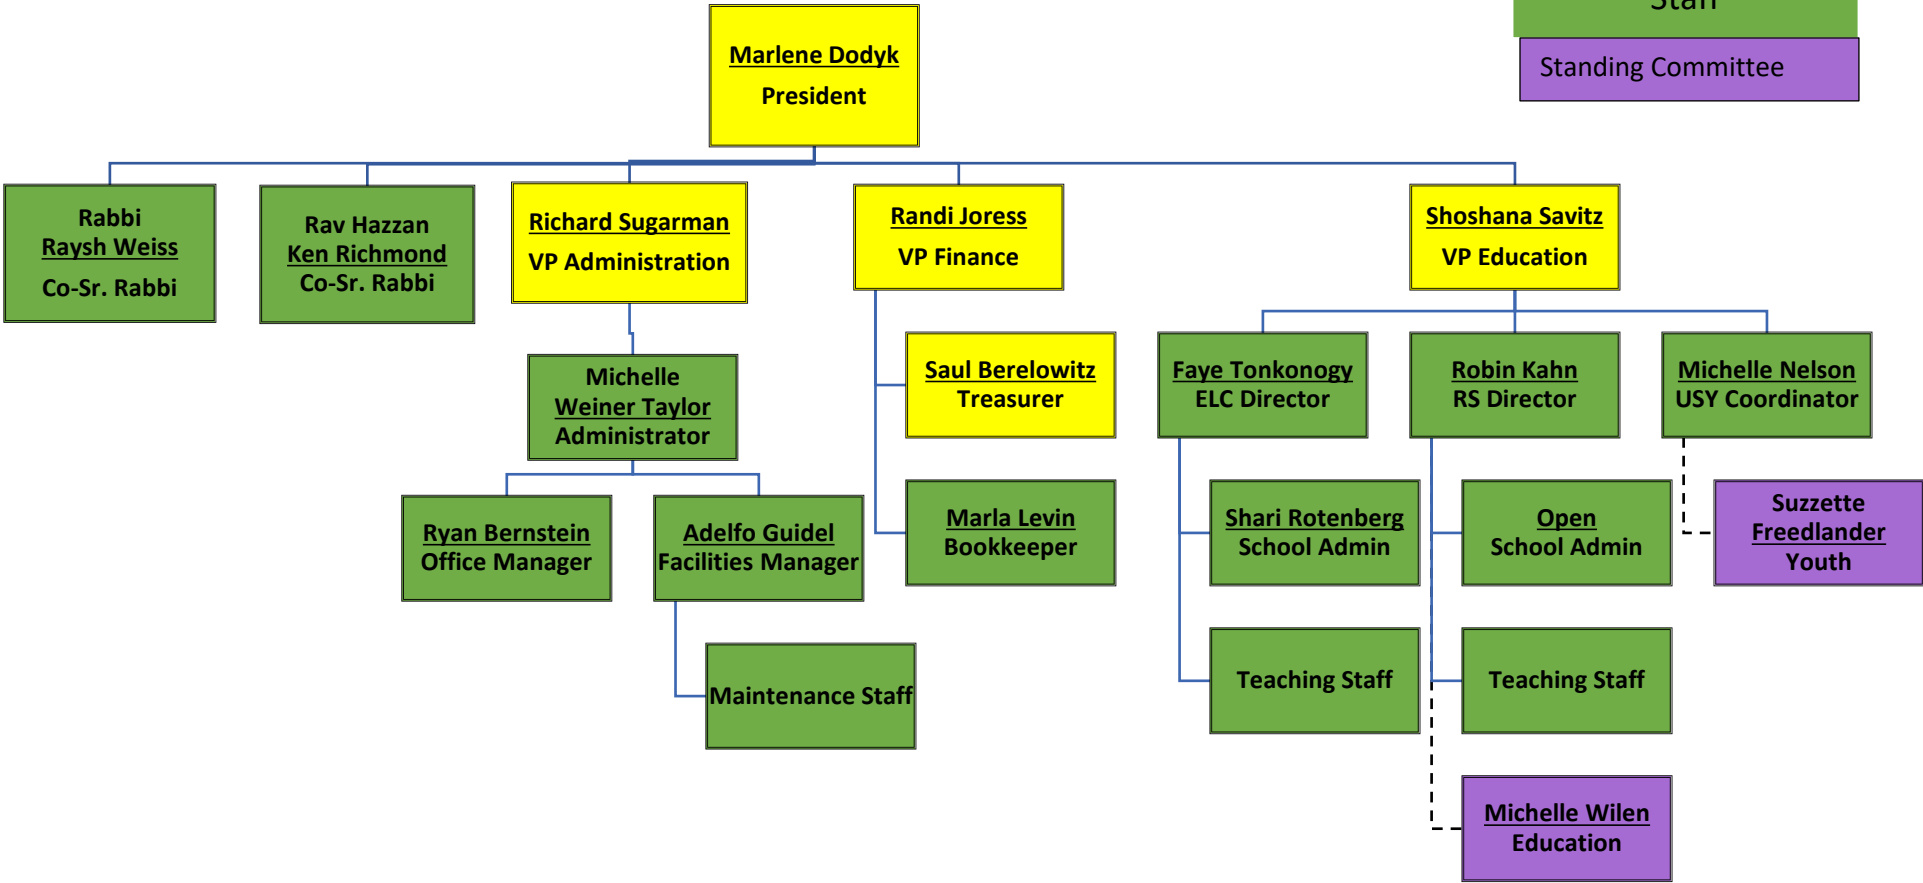 Staff
Standing Committee
Marlene Dodyk
President
Rabbi
Raysh Weiss
Co-Sr. Rabbi
Rav Hazzan
Ken Richmond
Co-Sr. Rabbi
Richard Sugarman
VP Administration
Randi Joress
VP Finance
Shoshana Savitz
VP Education
Michelle
Weiner Taylor
Administrator
Saul Berelowitz
Treasurer
Faye Tonkonogy
ELC Director
Robin Kahn
RS Director
Michelle Nelson
USY Coordinator
Ryan Bernstein
Office Manager
Adelfo Guidel
Facilities Manager
Marla Levin
Bookkeeper
Shari Rotenberg
School Admin
Open
School Admin
Suzzette
Freedlander
Youth
Maintenance Staff
Teaching Staff
Teaching Staff
Michelle Wilen
Education